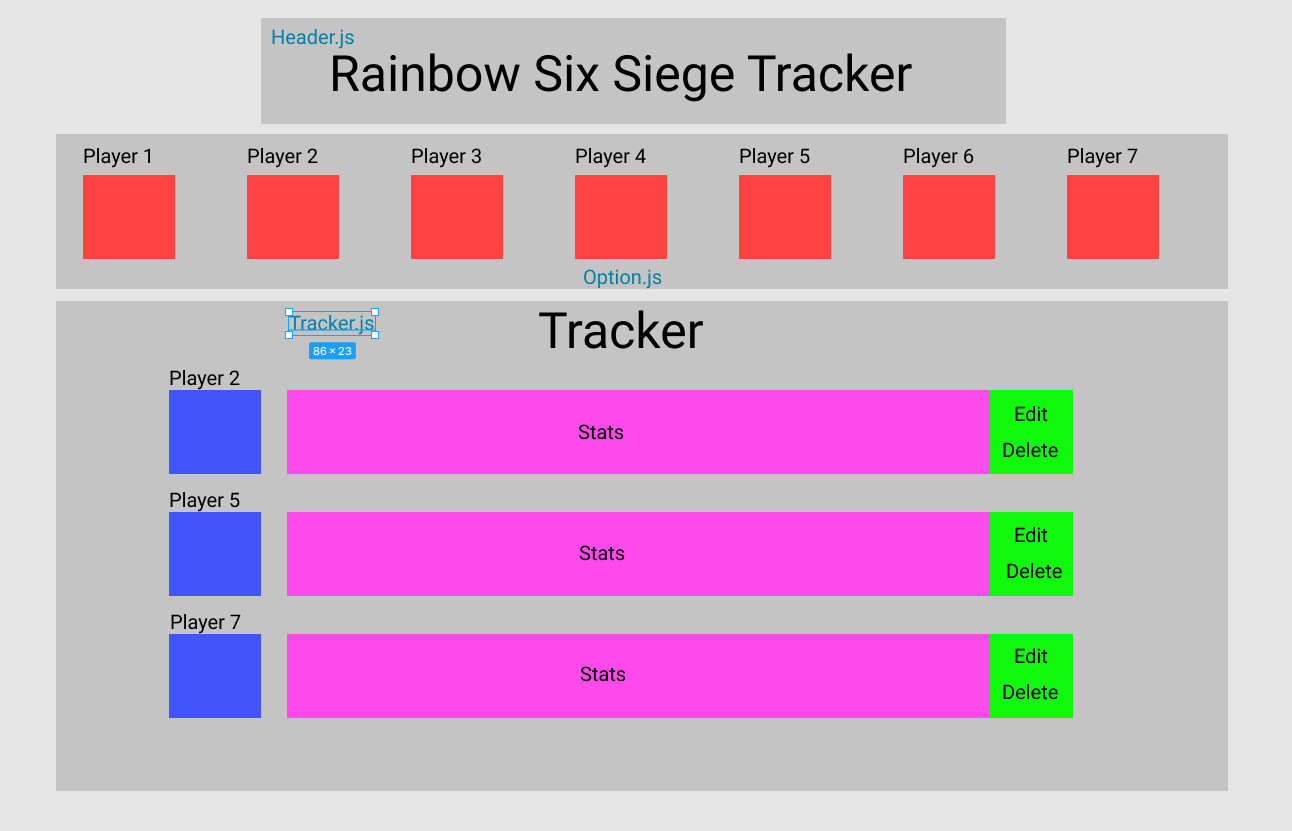 Header.js
Rainbow Six Siege Tracker
Player 1 Player 2 Player 3 Player 4 Player 5 Player 6 Player 7
Option.js
Tracker.js
Tracker
86 × 23
Player 2
Stats
Edit
Delete
Player 5
Stats
Edit
Delete
Player 7
Stats
Edit
Delete